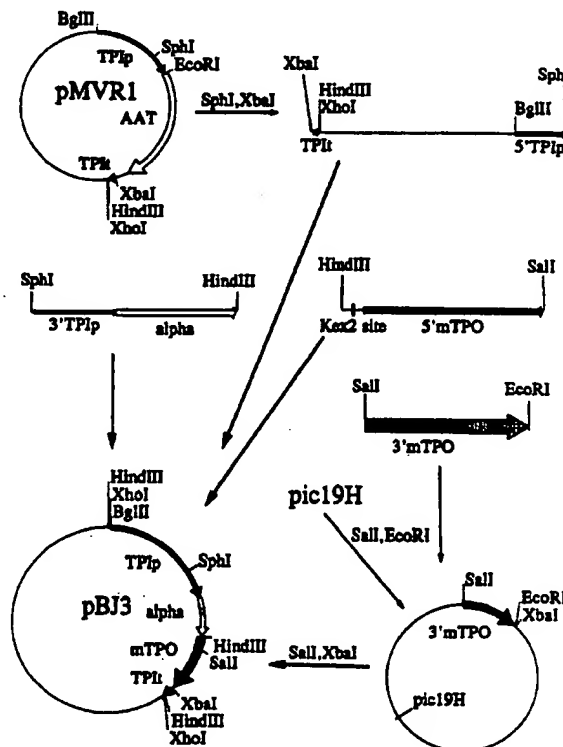 BglII
TPIp
SphI
EcoRI
pMVR1
AAT
TPIt
XbaI
HindIII
XhoI
SphI,XbaI
XbaI
HindIII
XhoI
TPIt
Sph
BglII
5'TPIp
SphI
HindIII
3'TPIp
alpha
HindIII
SalI
Kex2 site
5'mTPO
SalI
EcoRI
3'mTPO
HindIII
XhoI
BglII
TPIp
SphI
pBJ3
alpha
mTPO
HindIII
SalI
TPIt
XbaI
HindIII
XhoI
pic19H
SalI,EcoRI
SalI,XbaI
SalI
EcoRI
XbaI
3'mTPO
pic19H